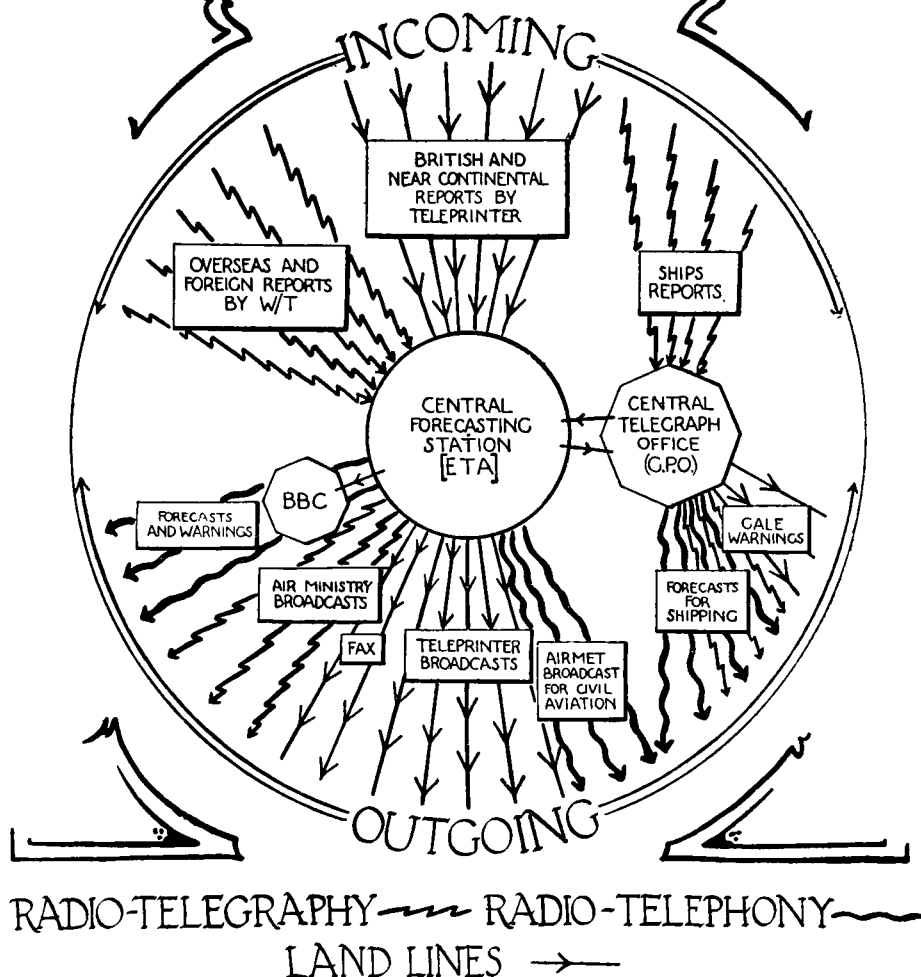 INCOMING
BRITISH AND
NEAR CONTINENTAL
REPORTS BY
TELEPRINTER
OVERSEAS AND
FOREIGN REPORTS
BY W/T
SHIPS
REPORTS.
CENTRAL
FORECASTING
STATION
[ETA]
CENTRAL
TELEGRAPH
OFFICE
(G.P.O.)
BBC
FORECASTS
AND WARNINGS
GALE
WARNINGS
AIR MINISTRY
BROADCASTS
FORECASTS
FOR
SHIPPING
FAX
TELEPRINTER
BROADCASTS
AIRMET
BROADCAST
FOR CIVIL
AVIATION
OUTGOING
RADIO-TELEGRAPHY RADIO-TELEPHONY
LAND LINES